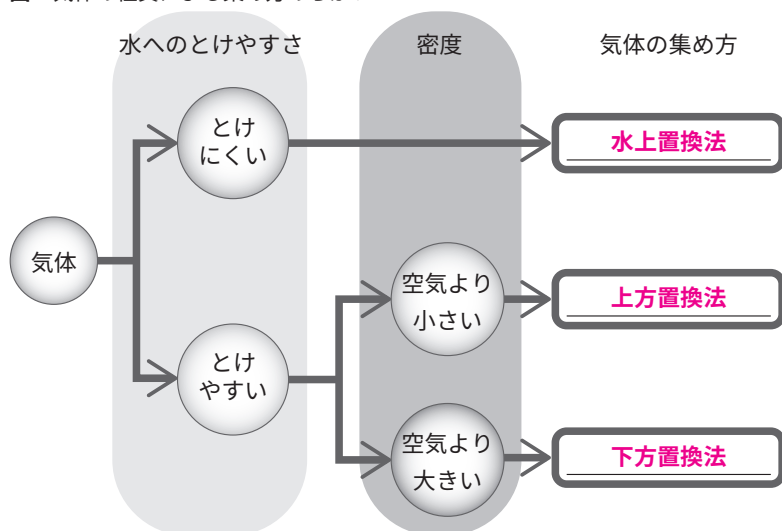 水へのとけやすさ
密度
気体の集め方
とけ
にくい
水上置換法
気体
空気より
小さい
上方置換法
とけ
やすい
空気より
大きい
下方置換法